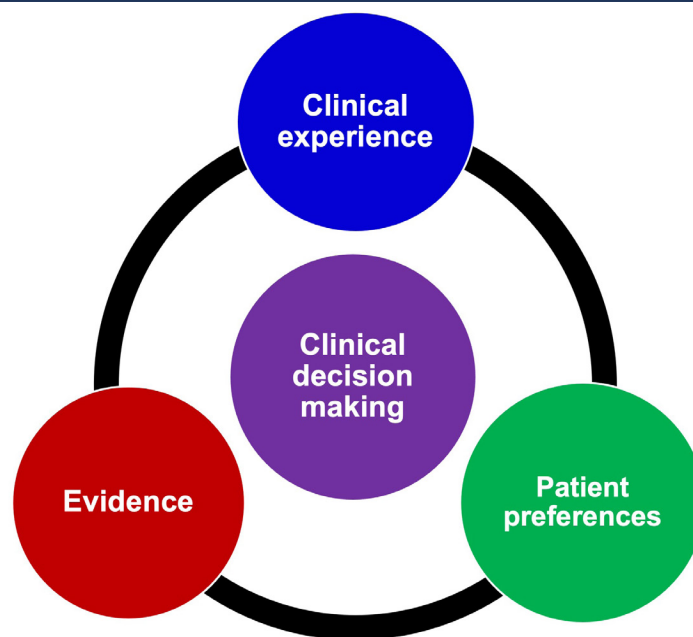 Clinical
experience
Clinical
decision
making
Evidence
Patient
preferences